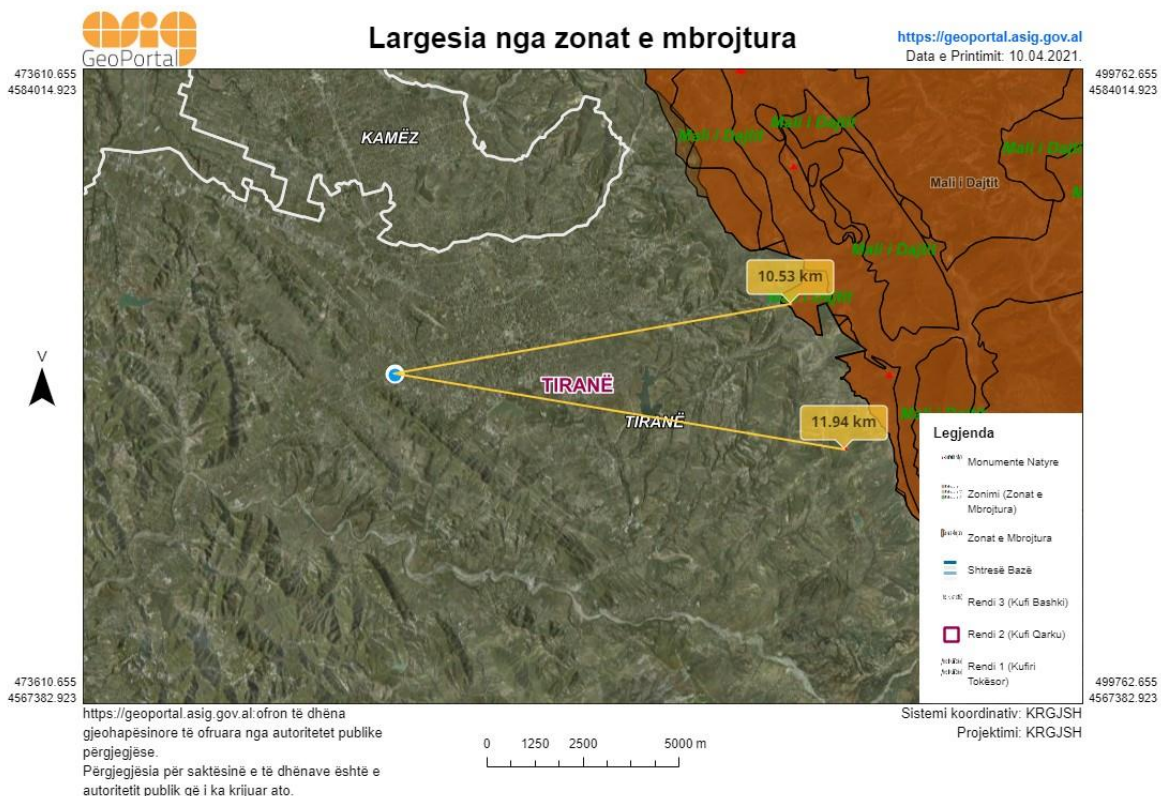 asig
GeoPortal
Largesia nga zonat e mbrojtura
https://geoportal.asig.gov.al
Data e Printimit: 10.04.2021.
473610.655
4584014.923
499762.655
4584014.923
KAMËZ
Mali i Dajtit
Mali i Dajtit
Mali i Dajtit
Mali i Dajtit
Mali i Dajtit
10.53 km
Mali i Dajtit
V
TIRANË
TIRANË
11.94 km
Mali i Dajtit
Legjenda
Monumente Natyre
Zonimi (Zonat e
Mbrojtura)
Zonat e Mbrojtura
Shtresë Bazë
Rendi 3 (Kufi Bashki)
Rendi 2 (Kufi Qarku)
Rendi 1 (Kufiri
Tokësor)
473610.655
4567382.923
499762.655
4567382.923
https://geoportal.asig.gov.al:ofron të dhëna
gjeohapësinore të ofruara nga autoritetet publike
përgjegjëse.
Përgjegjësia për saktësinë e të dhënave është e
autoritetit publik që i ka krijuar ato.
0 1250 2500 5000 m
Sistemi koordinativ: KRGJSH
Projektimi: KRGJSH